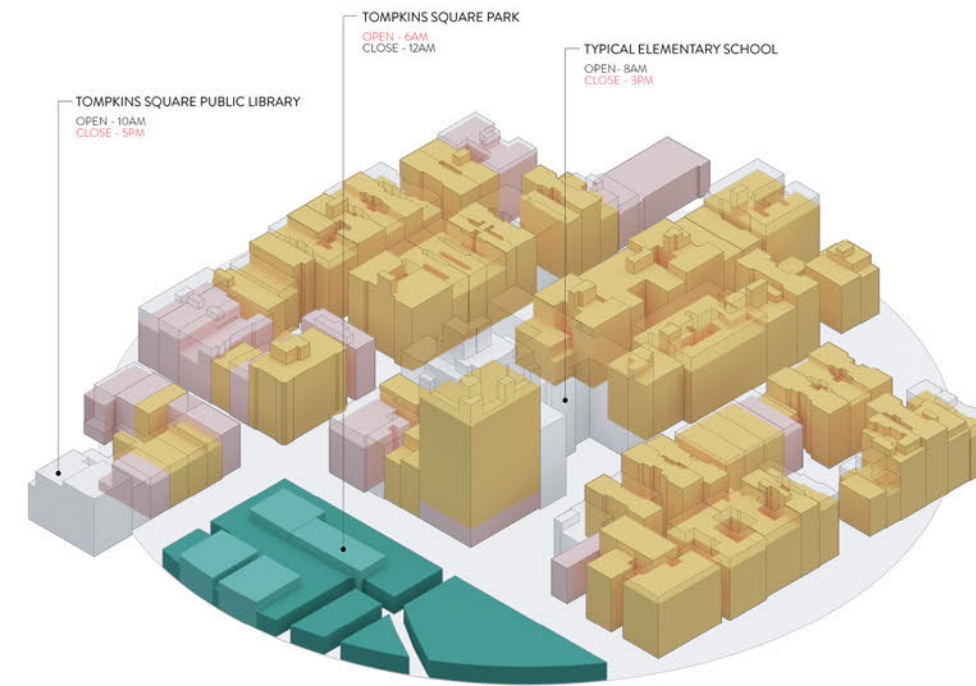 TOMPKINS SQUARE PARK
OPEN - 6AM
CLOSE - 12AM
TYPICAL ELEMENTARY SCHOOL
OPEN- 8AM
CLOSE - 3PM
TOMPKINS SQUARE PUBLIC LIBRARY
OPEN - 10AM
CLOSE - 5PM